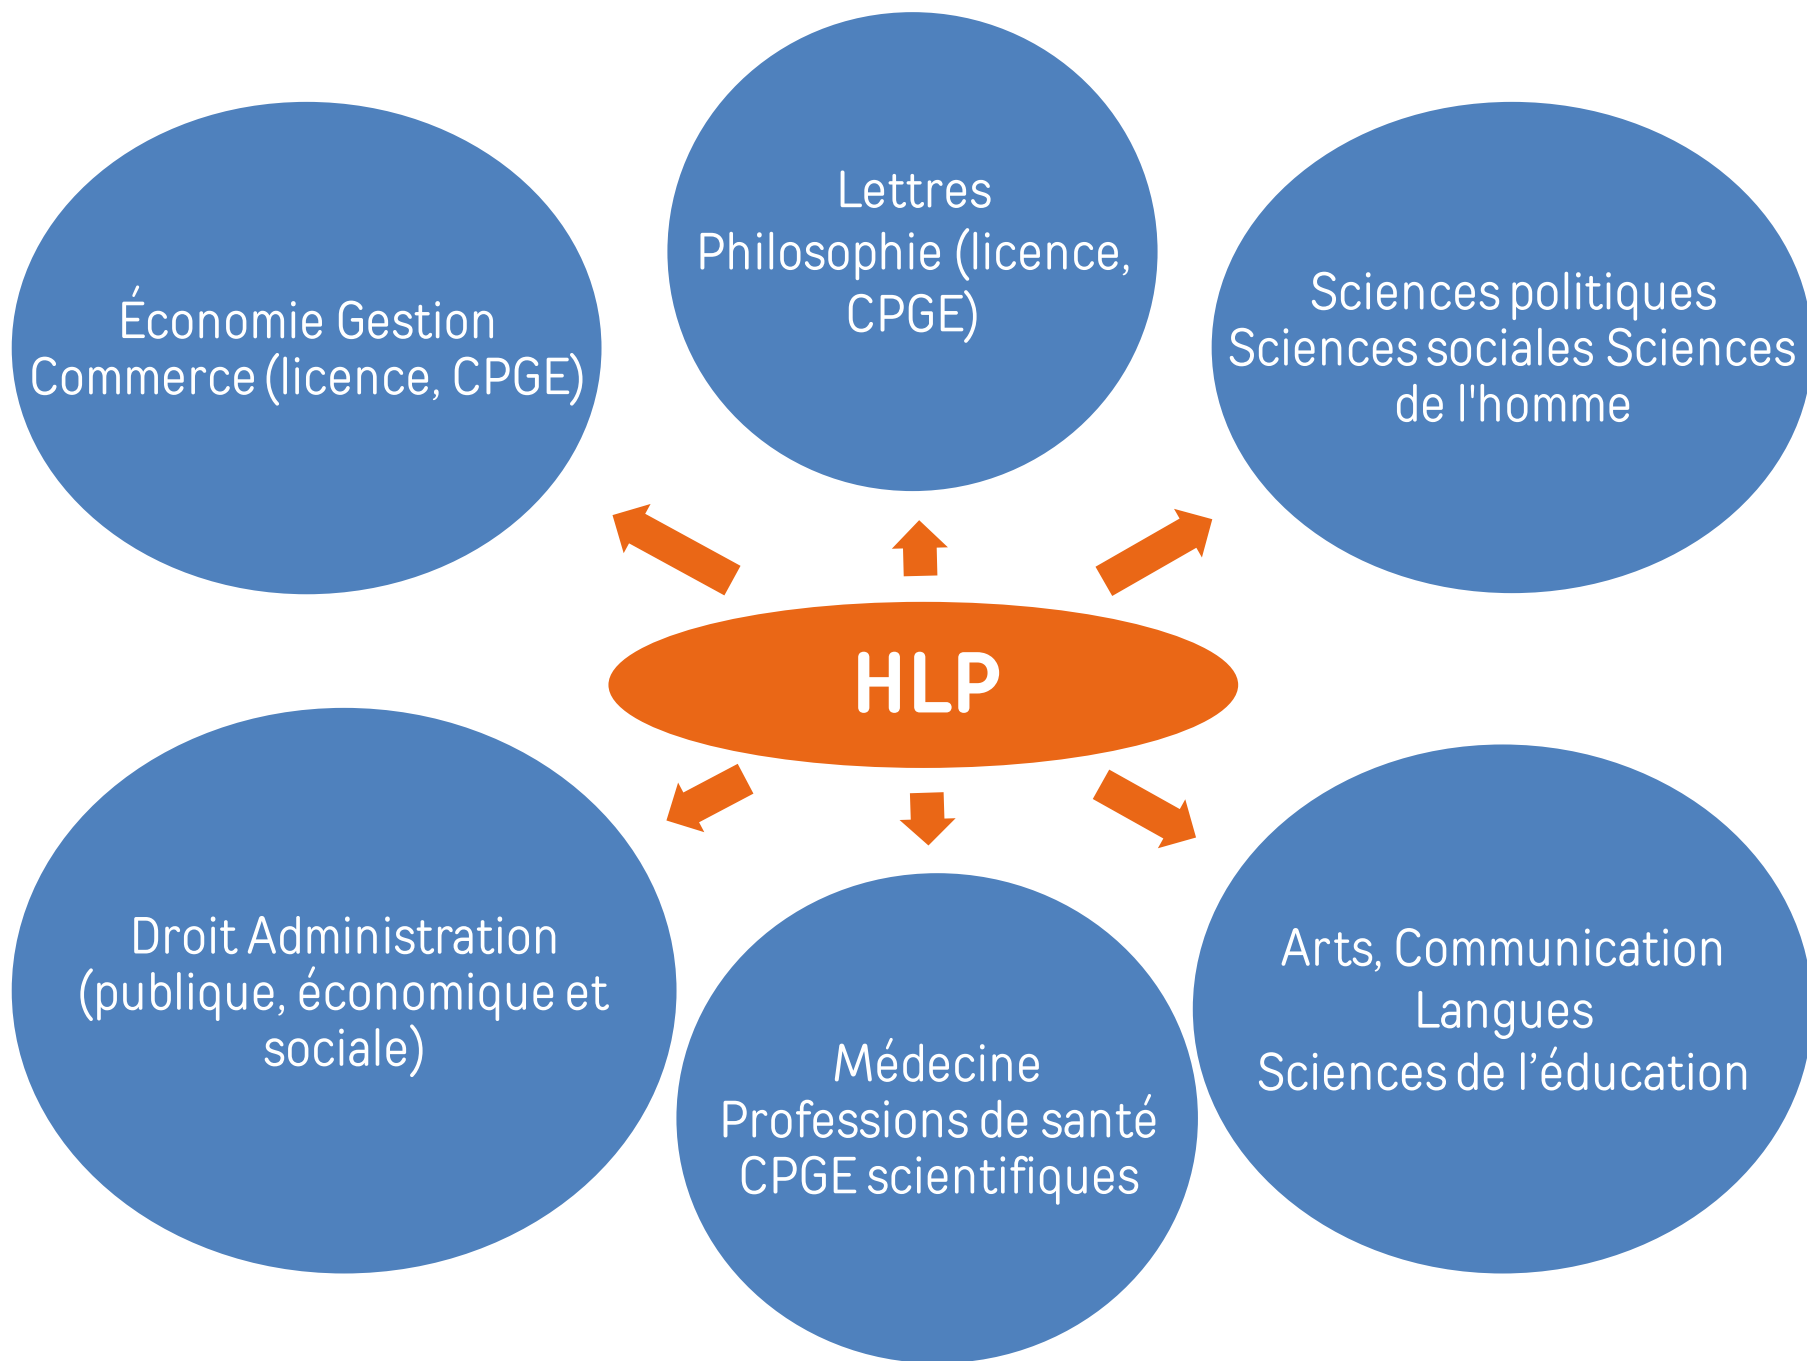 Lettres
Philosophie (licence,
CPGE)
Économie Gestion
Commerce (licence, CPGE)
Sciences politiques
Sciences sociales Sciences
de l'homme
HLP
Droit Administration
(publique, économique et
sociale)
Médecine
Professions de santé
CPGE scientifiques
Arts, Communication
Langues
Sciences de l’éducation